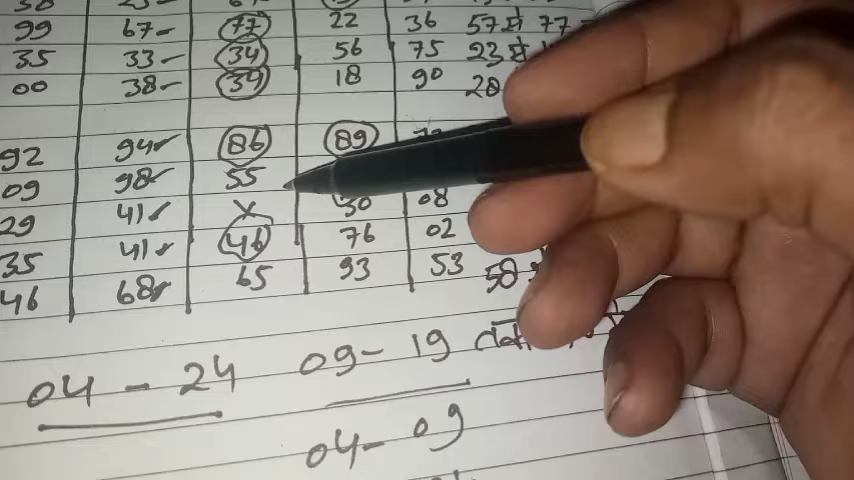 99 67- 77 22 36 57 से 77 -
35 33- 34 56 75 23 से
00 38- 39 18 90 28
92 94 86 89
09 98 55
29 41 x 50 08
35 41 46 76 02
46 68 65 93 53 58
04 - 24 09 - 19
04 - 09